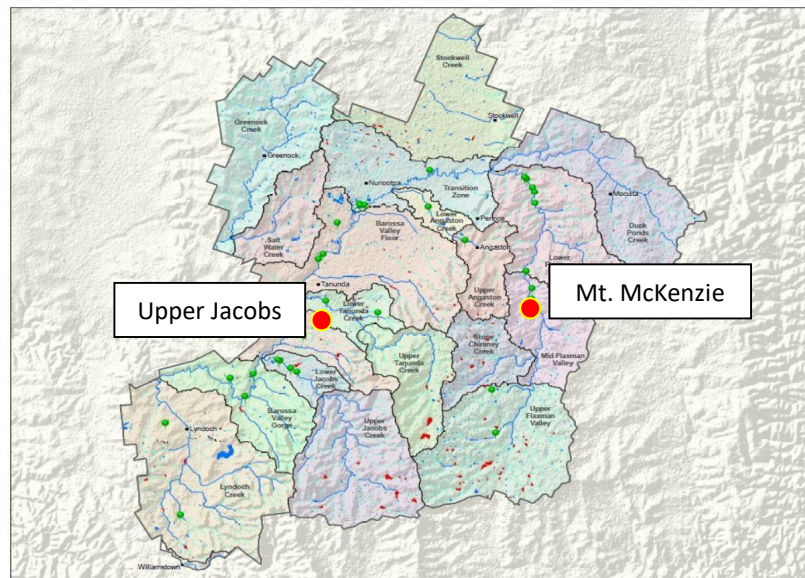 Stockwell
Creek
Stockwell
Greenock
Creek
Greenock
Nuriootpa
Transition
Zone
Moculta
Penrice
Duck
Ponds
Creek
Lower
Angaston
Creek
Barossa
Valley
Floor
Salt
Water
Creek
Angaston
Lower
Tanunda
Upper
Angaston
Creek
Upper Jacobs
Mt. McKenzie
Lower
Tanunda
Creek
Stone
Chimney
Creek
Mid Flaxman
Valley
Upper
Tanunda
Creek
Lower
Jacobs
Creek
Barossa
Valley
Gorge
Upper
Jacobs
Creek
Upper
Flaxman
Valley
Lyndoch
Lyndoch
Creek
Williamstown